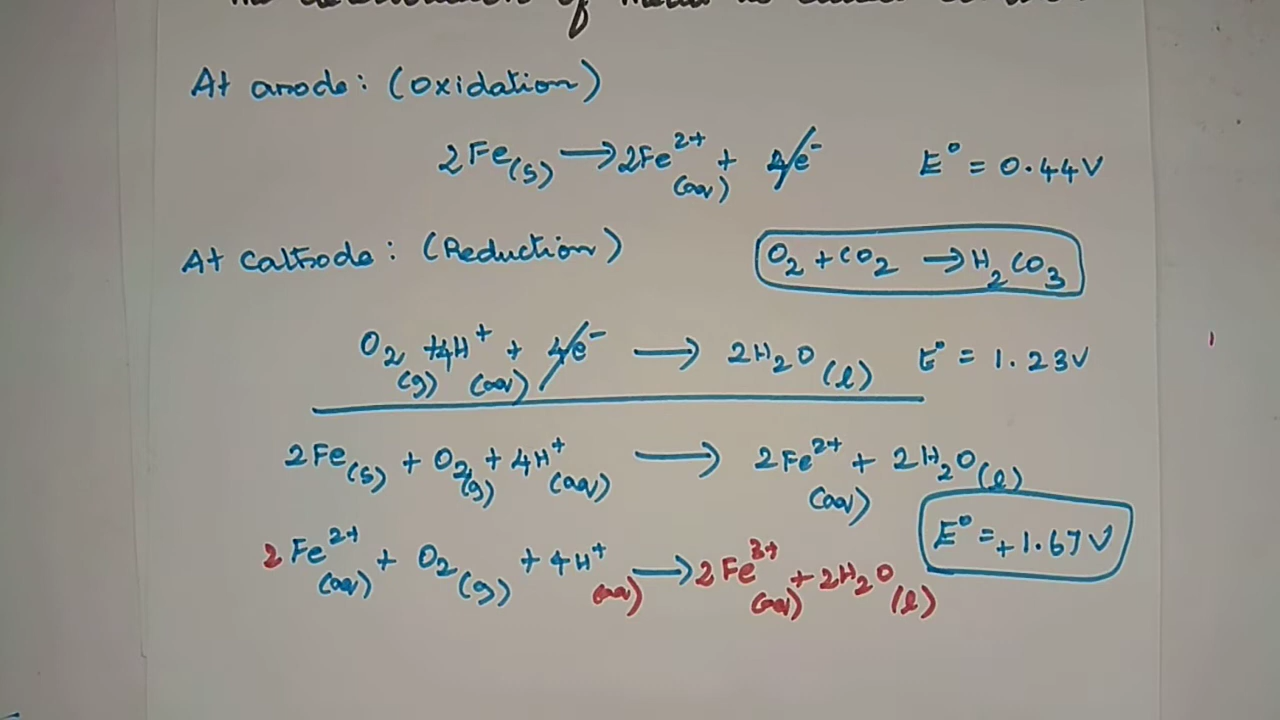 of
At anode: (Oxidation)
2Fe(s) → 2Fe²⁺(aq) + 4e⁻ E° = 0.44V
At Cathode: (Reduction)
O₂ + CO₂ → H₂CO₃
O₂(g) + 4H⁺(aq) + 4e⁻ → 2H₂O(l) E° = 1.23V
2Fe(s) + O₂(g) + 4H⁺(aq) → 2Fe²⁺(aq) + 2H₂O(l)
E° = +1.67V
2Fe²⁺(aq) + O₂(g) + 4H⁺(aq) → 2Fe³⁺(aq) + 2H₂O(l)